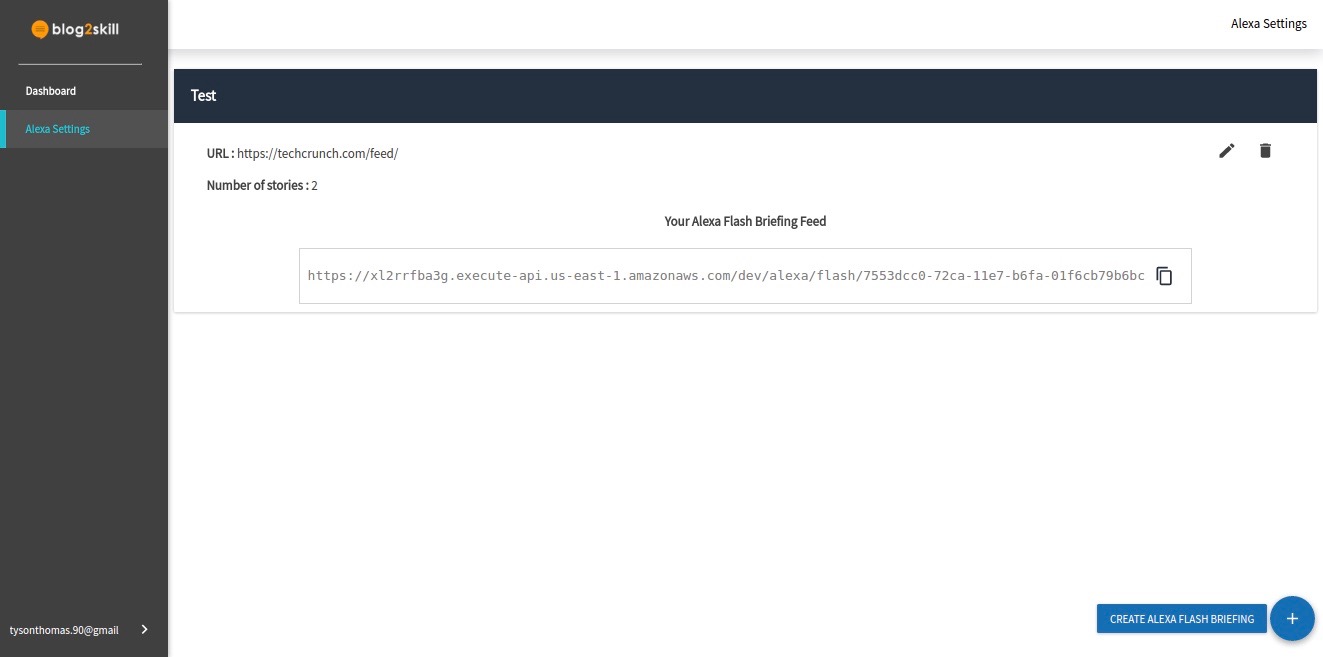 blog2skill
Alexa Settings
Dashboard
Alexa Settings
Test
URL : https://techcrunch.com/feed/
Number of stories : 2
Your Alexa Flash Briefing Feed
https://xl2rrfba3g.execute-api.us-east-1.amazonaws.com/dev/alexa/flash/7553dcc0-72ca-11e7-b6fa-01f6cb79b6bc
CREATE ALEXA FLASH BRIEFING +
tysonthomas.90@gmail